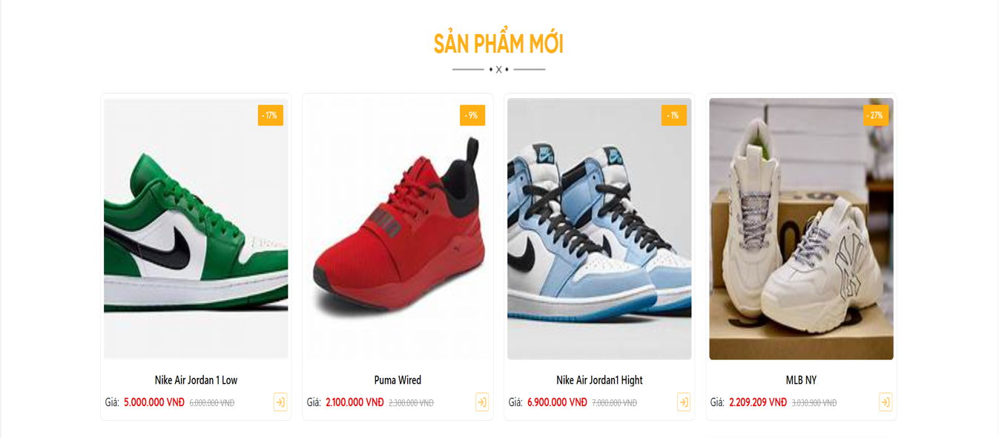 SẢN PHẨM MỚI
X
- 17%
- 9%
- 1%
- 27%
Nike Air Jordan 1 Low
Puma Wired
Nike Air Jordan1 Hight
MLB NY
Giá: 5.000.000 VNĐ 6.000.000 VNĐ
Giá: 2.100.000 VNĐ 2.300.000 VNĐ
Giá: 6.900.000 VNĐ 7.000.000 VNĐ
Giá: 2.209.209 VNĐ 3.030.900 VNĐ